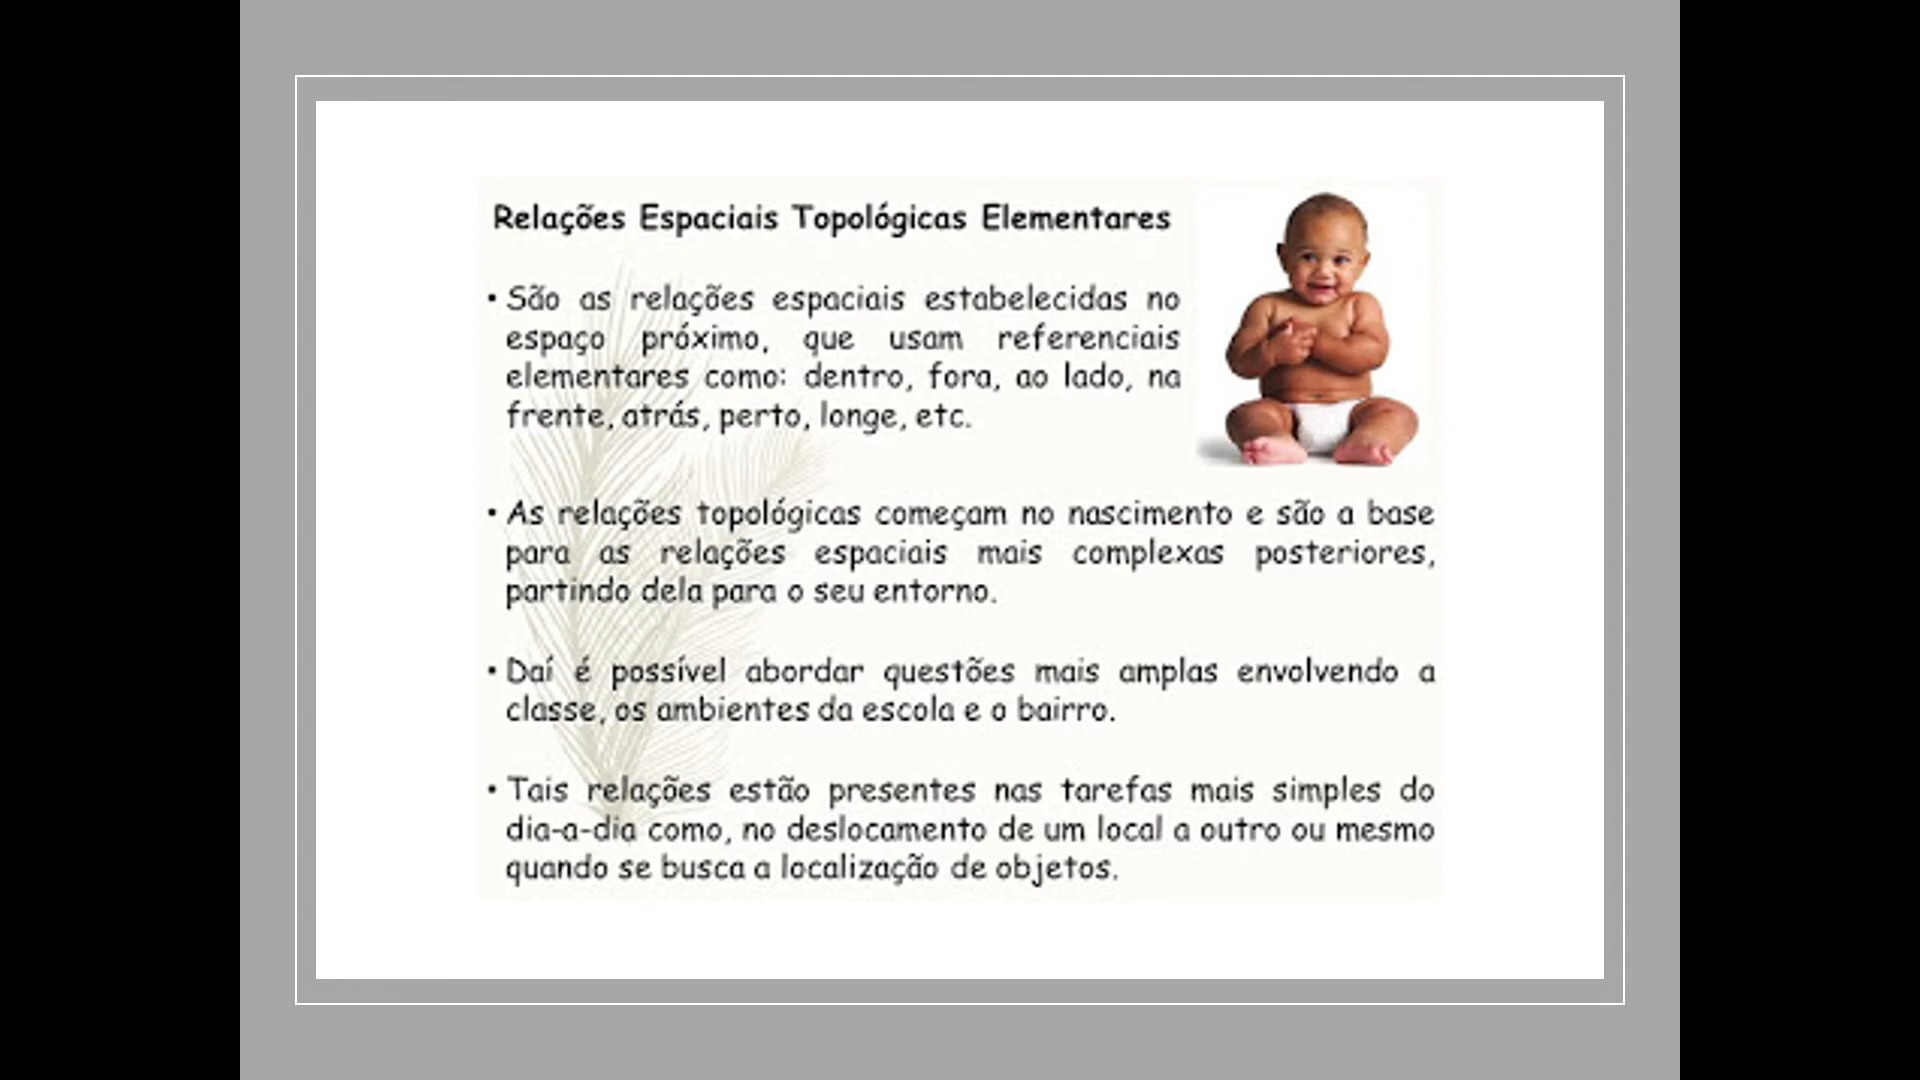 Relações Espaciais Topológicas Elementares
• São as relações espaciais estabelecidas no
espaço próximo, que usam referenciais
elementares como: dentro, fora, ao lado, na
frente, atrás, perto, longe, etc.
• As relações topológicas começam no nascimento e são a base
para as relações espaciais mais complexas posteriores,
partindo dela para o seu entorno.
• Daí é possível abordar questões mais amplas envolvendo a
classe, os ambientes da escola e o bairro.
• Tais relações estão presentes nas tarefas mais simples do
dia-a-dia como, no deslocamento de um local a outro ou mesmo
quando se busca a localização de objetos.